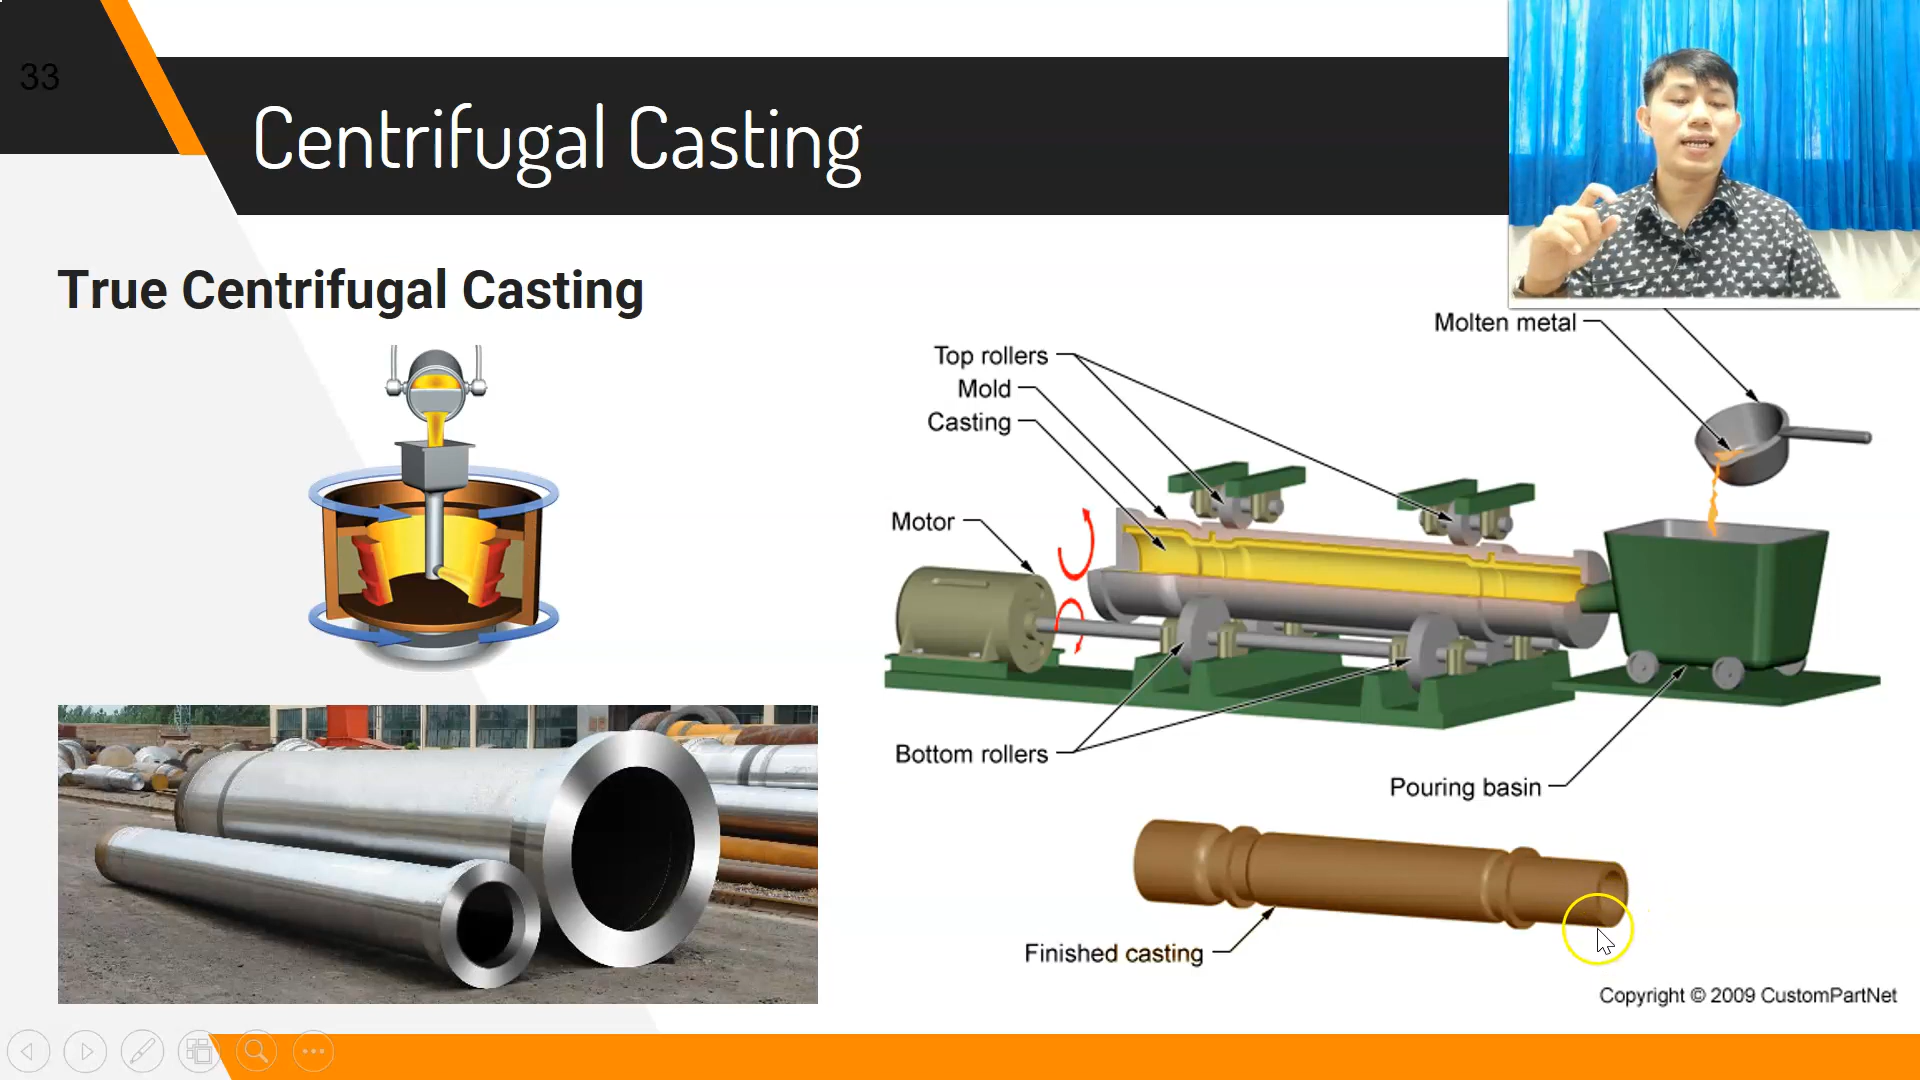 33
Centrifugal Casting
True Centrifugal Casting
Molten metal
Top rollers
Mold
Casting
Motor
Bottom rollers
Pouring basin
Finished casting
Copyright © 2009 CustomPartNet